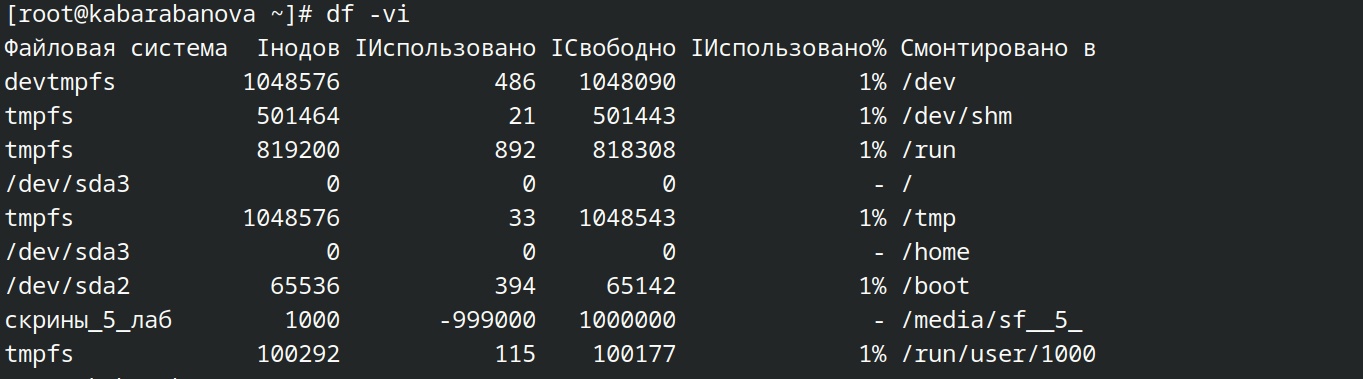 [root@kabarabanova ~]# df -vi
Файловая система Iнодов IИспользовано IСвободно IИспользовано% Смонтировано в
devtmpfs 1048576 486 1048090 1% /dev
tmpfs 501464 21 501443 1% /dev/shm
tmpfs 819200 892 818308 1% /run
/dev/sda3 0 0 0 - /
tmpfs 1048576 33 1048543 1% /tmp
/dev/sda3 0 0 0 - /home
/dev/sda2 65536 394 65142 1% /boot
скрины_5_лаб 1000 -999000 1000000 - /media/sf__5_
tmpfs 100292 115 100177 1% /run/user/1000